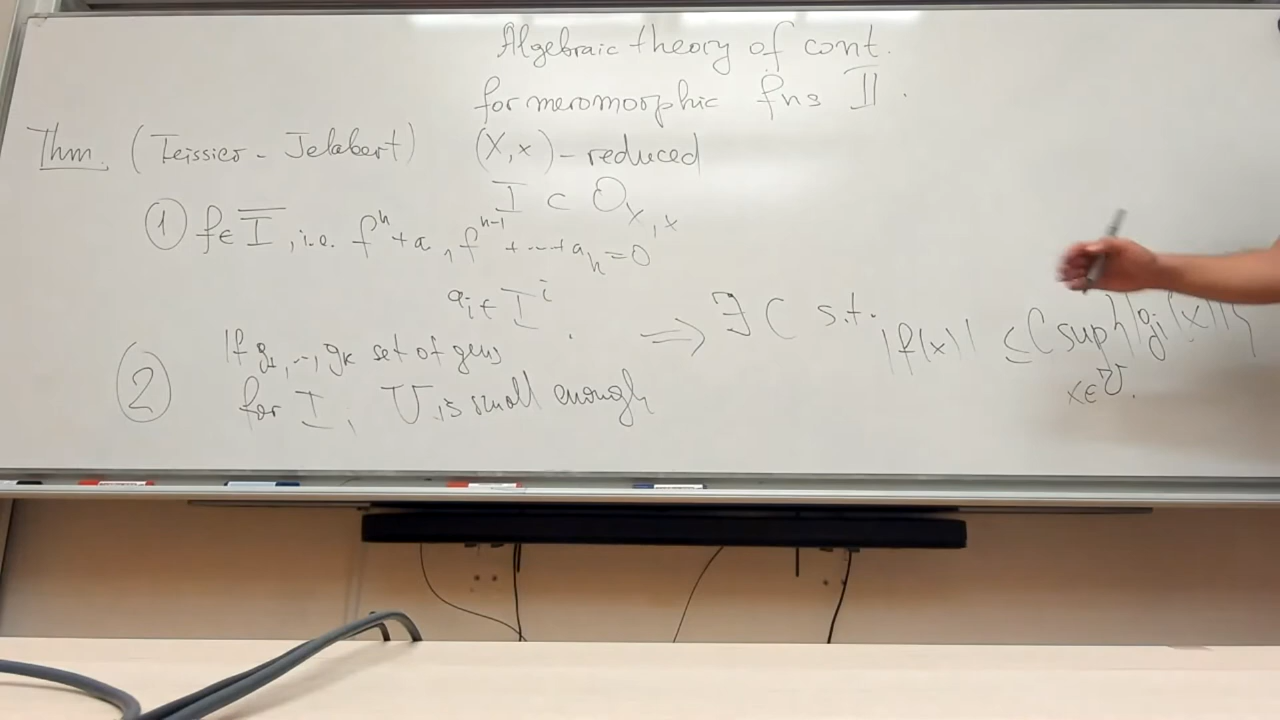 Algebraic theory of cont.
for meromorphic fns II.
Thm. (Teissier - Jelabert) (X,x) - reduced
I ⊂ O_{X,x}
① f∈Ī, i.e. f^n + a_1 f^{n-1} + ... + a_n = 0
a_i ∈ I^i
② If g_1, ..., g_k set of gens ⇒ ∃ C s.t. |f(x)| ≤ C sup{|g_j(x)|}
for I, U is small enough x∈U.